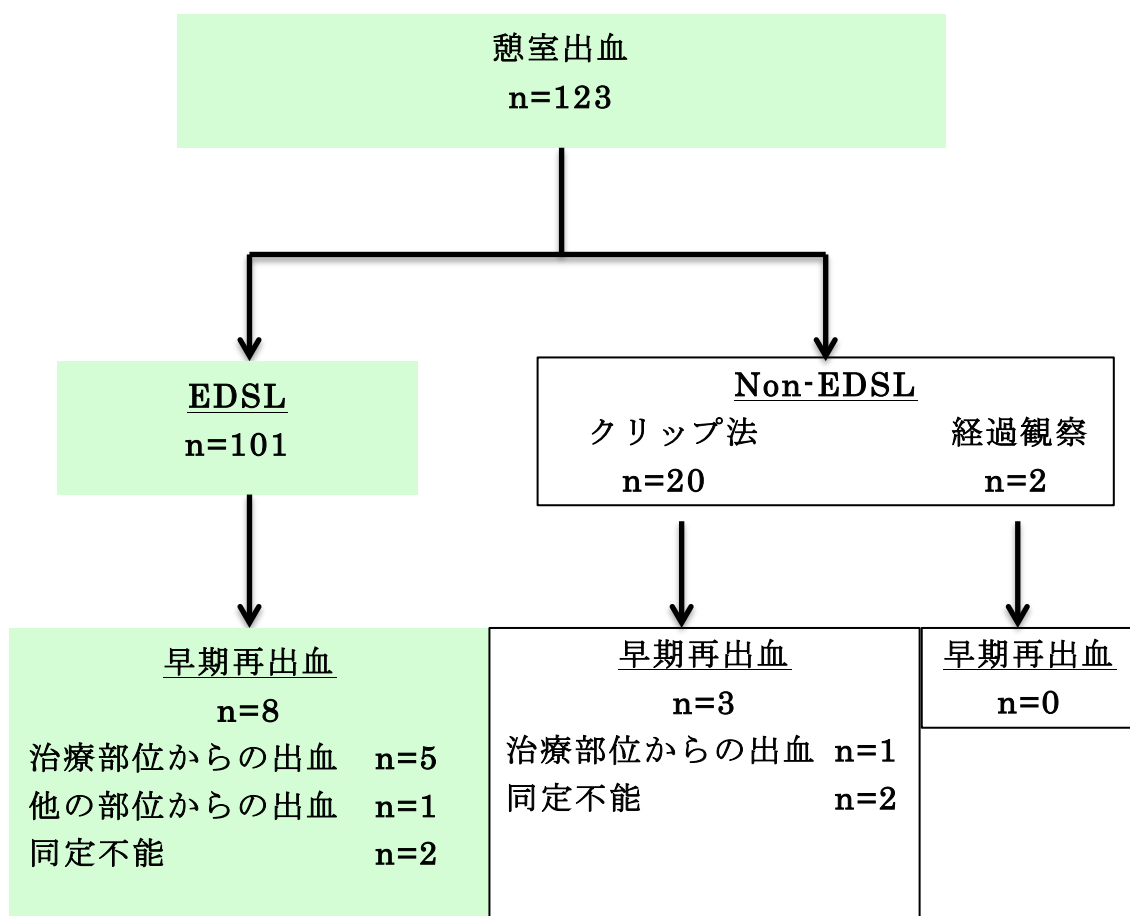 憩室出血
n=123
EDSL
n=101
Non-EDSL
クリップ法 経過観察
n=20 n=2
早期再出血
n=8
治療部位からの出血 n=5
他の部位からの出血 n=1
同定不能 n=2
早期再出血
n=3
治療部位からの出血 n=1
同定不能 n=2
早期再出血
n=0